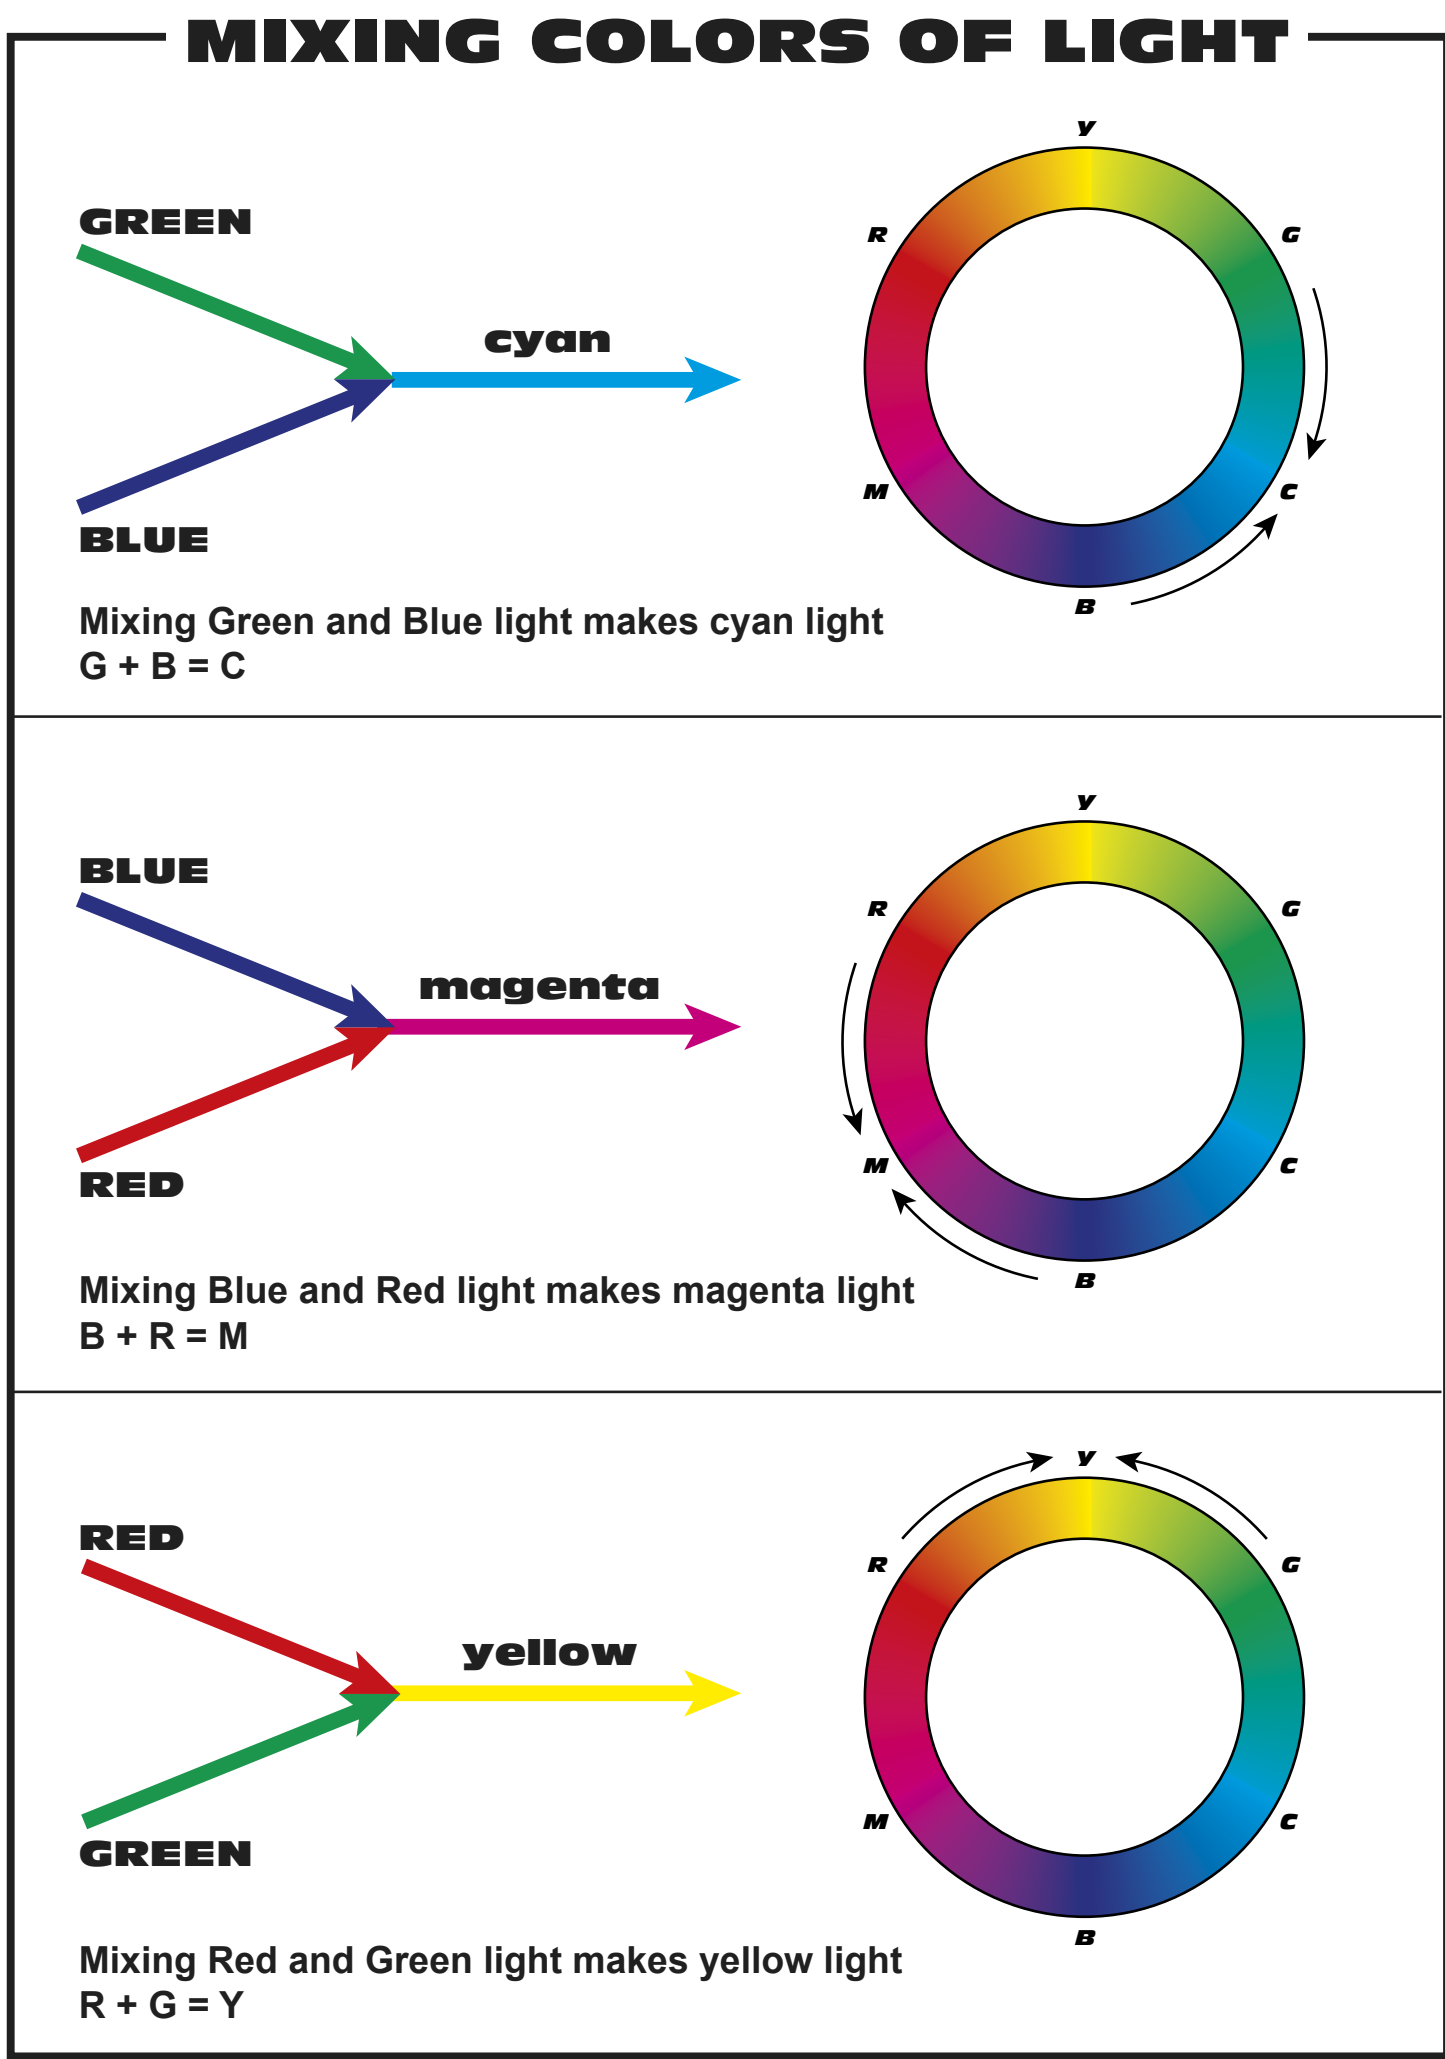 MIXING COLORS OF LIGHT
GREEN
cyan
BLUE
Mixing Green and Blue light makes cyan light
G + B = C
Y
R
G
M
C
B
BLUE
magenta
RED
Mixing Blue and Red light makes magenta light
B + R = M
Y
R
G
M
C
B
RED
yellow
GREEN
Mixing Red and Green light makes yellow light
R + G = Y
Y
R
G
M
C
B